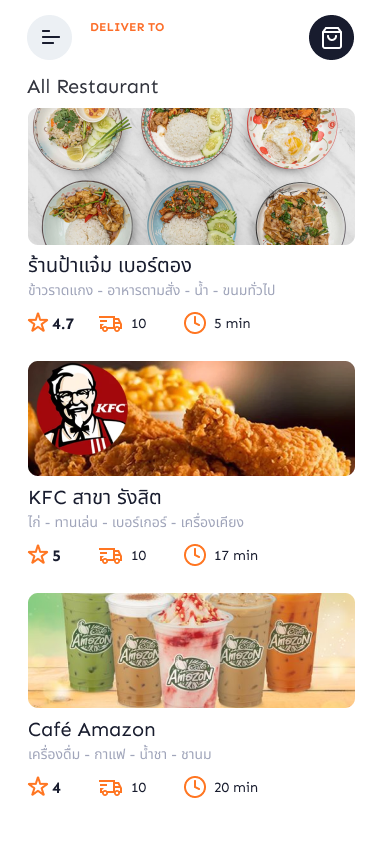 DELIVER TO
All Restaurant
ร้านป้าแจ๋ม เบอร์ตอง
ข้าวราดแกง - อาหารตามสั่ง - น้ำ - ขนมทั่วไป
4.7 10 5 min
KFC
KFC สาขา รังสิต
ไก่ - ทานเล่น - เบอร์เกอร์ - เครื่องเคียง
5 10 17 min
AmazoN AmazoN AmazoN AmazoN AmazoN
Café Amazon
เครื่องดื่ม - กาแฟ - น้ำชา - ชานม
4 10 20 min